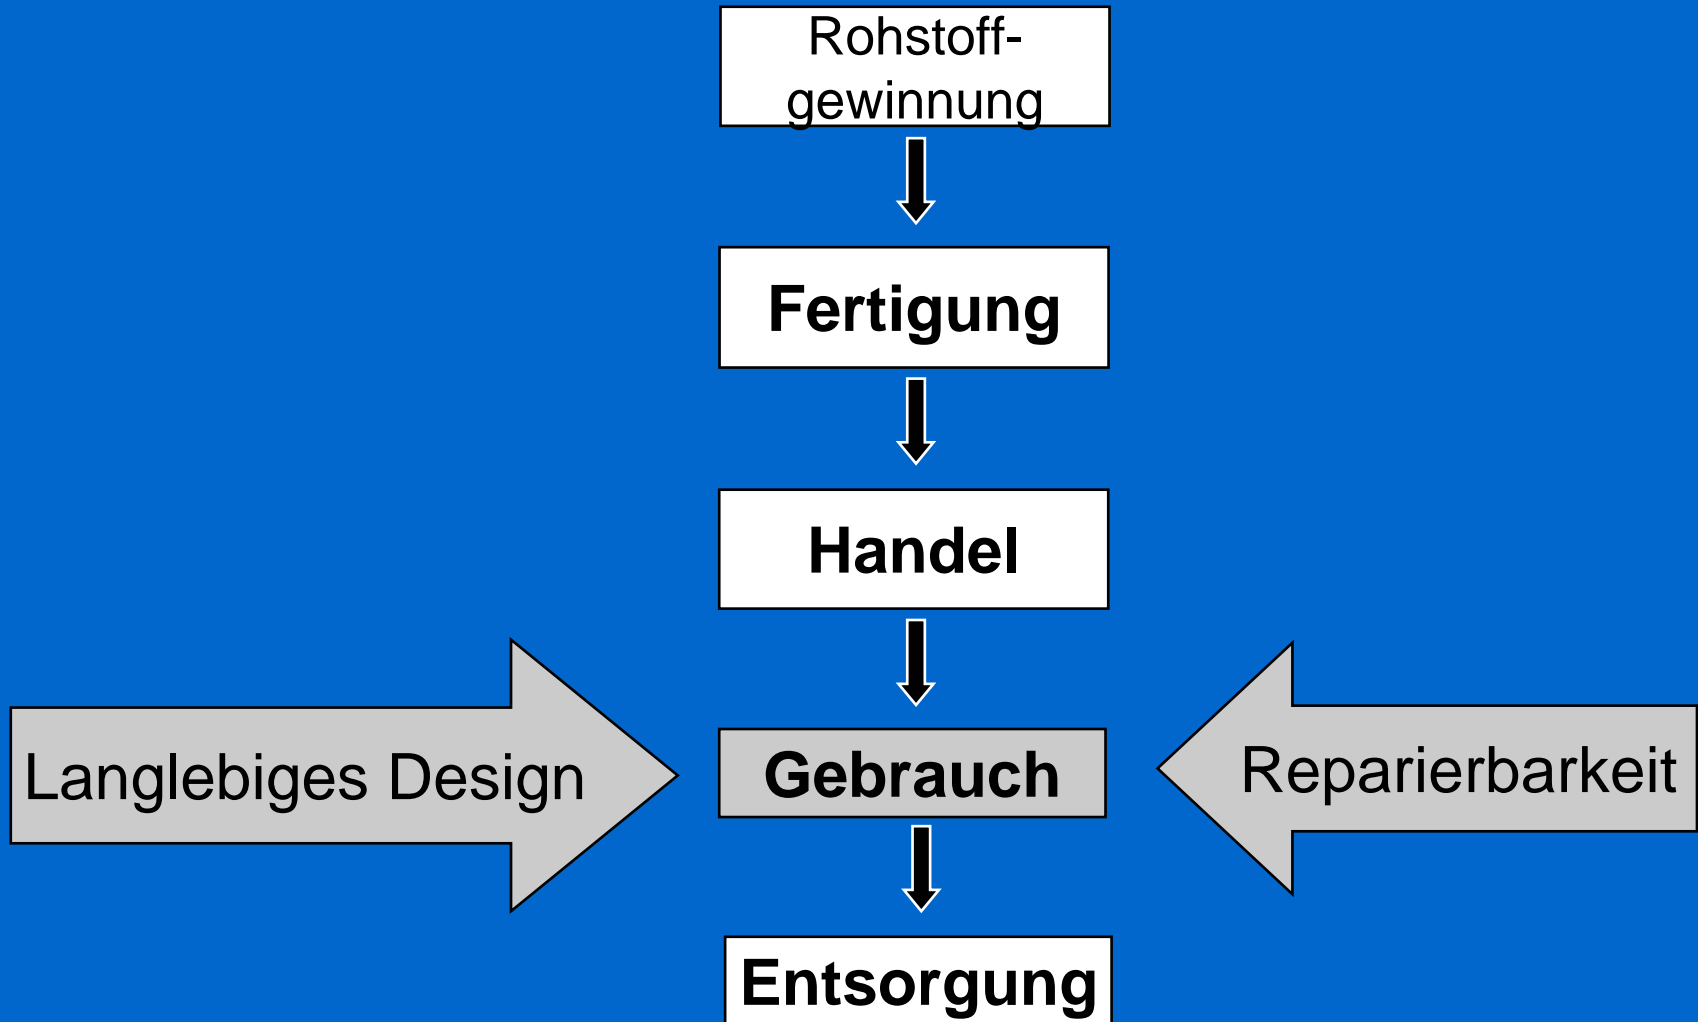 Rohstoff-
gewinnung
Fertigung
Handel
Langlebiges Design
Gebrauch
Reparierbarkeit
Entsorgung